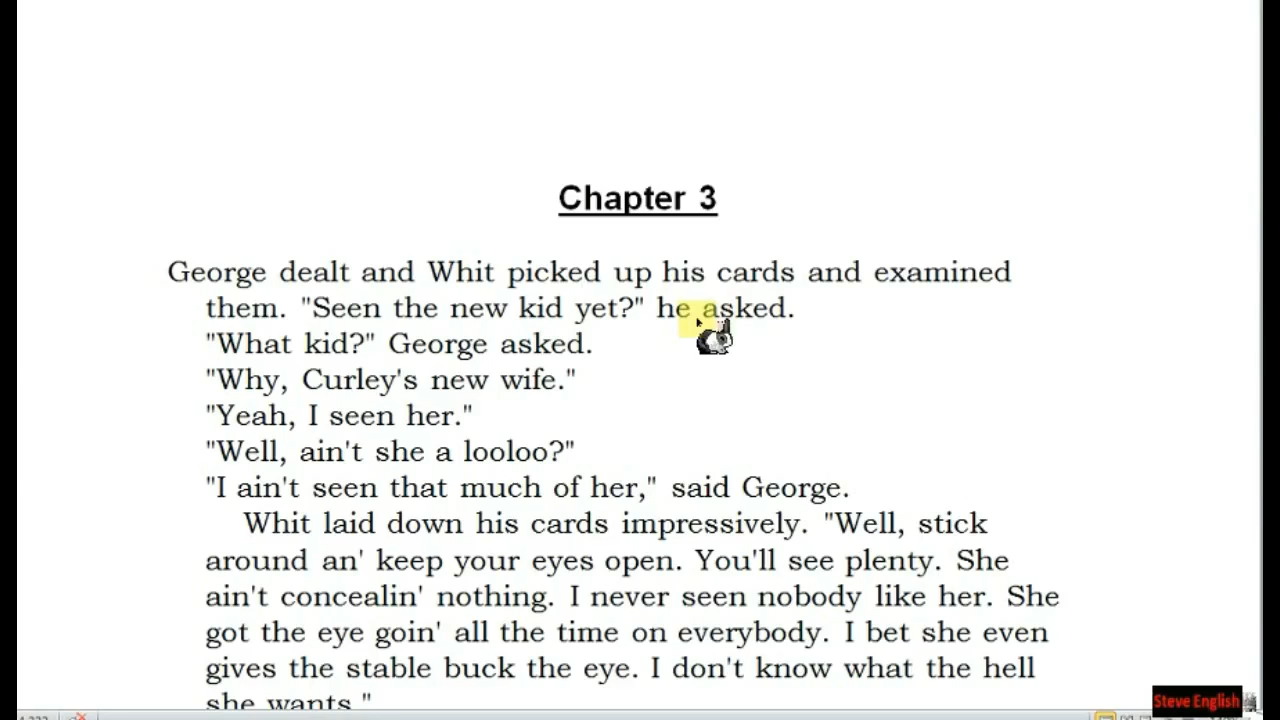 Chapter 3
George dealt and Whit picked up his cards and examined
them. "Seen the new kid yet?" he asked.
"What kid?" George asked.
"Why, Curley's new wife."
"Yeah, I seen her."
"Well, ain't she a looloo?"
"I ain't seen that much of her," said George.
Whit laid down his cards impressively. "Well, stick
around an' keep your eyes open. You'll see plenty. She
ain't concealin' nothing. I never seen nobody like her. She
got the eye goin' all the time on everybody. I bet she even
gives the stable buck the eye. I don't know what the hell
she wants."
Steve English